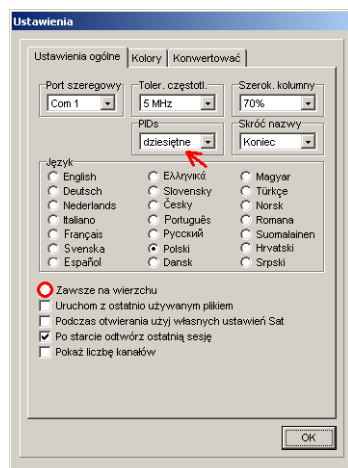 Ustawienia
Ustawienia ogólne Kolory Konwertować
Port szeregowy Toler. częstotl. Szerok. kolumny
Com 1 5 MHz 70%
PIDs Skróć nazwy
dziesiętne Koniec
Język
English Ελληνικά Magyar
Deutsch Slovensky Türkçe
Nederlands Česky Norsk
Italiano Português Romana
Français Русский Suomalainen
Svenska Polski Hrvatski
Español Dansk Srpski
Zawsze na wierzchu
Uruchom z ostatnio używanym plikiem
Podczas otwierania użyj własnych ustawień Sat
Po starcie odtwórz ostatnią sesję
Pokaż liczbę kanałów
OK